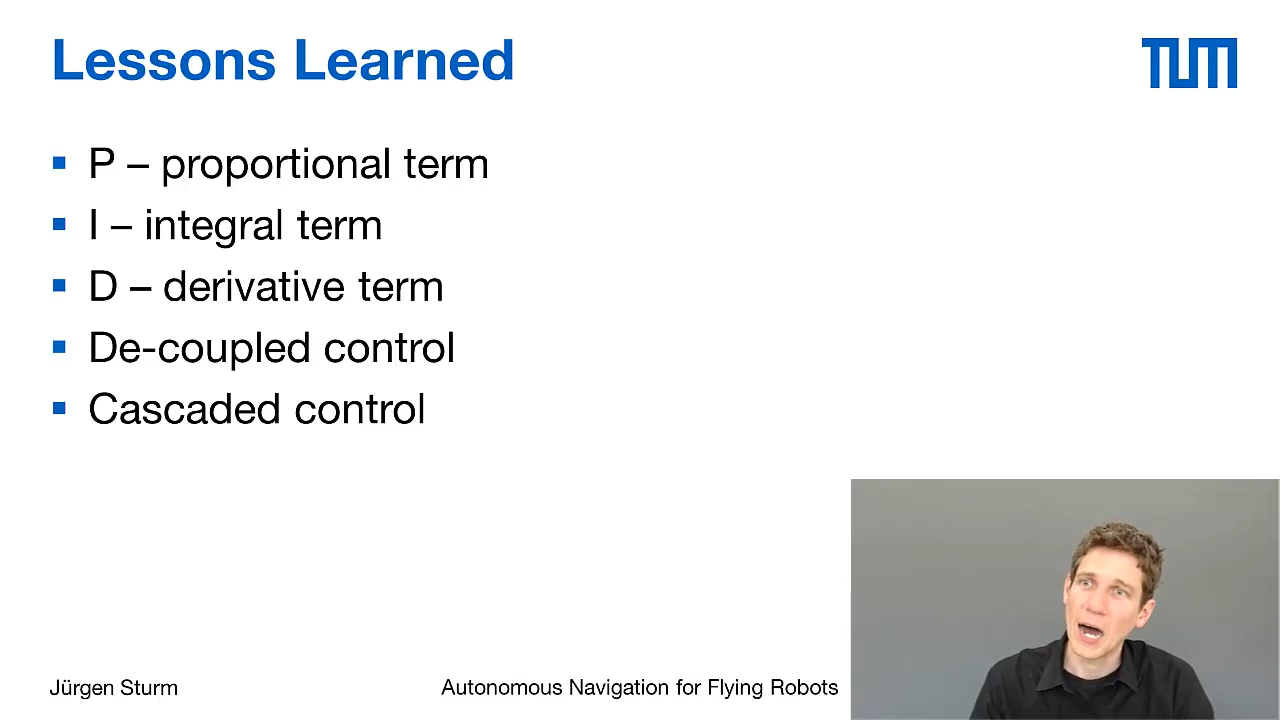 Lessons Learned
TUM
P – proportional term
I – integral term
D – derivative term
De-coupled control
Cascaded control
Jürgen Sturm
Autonomous Navigation for Flying Robots